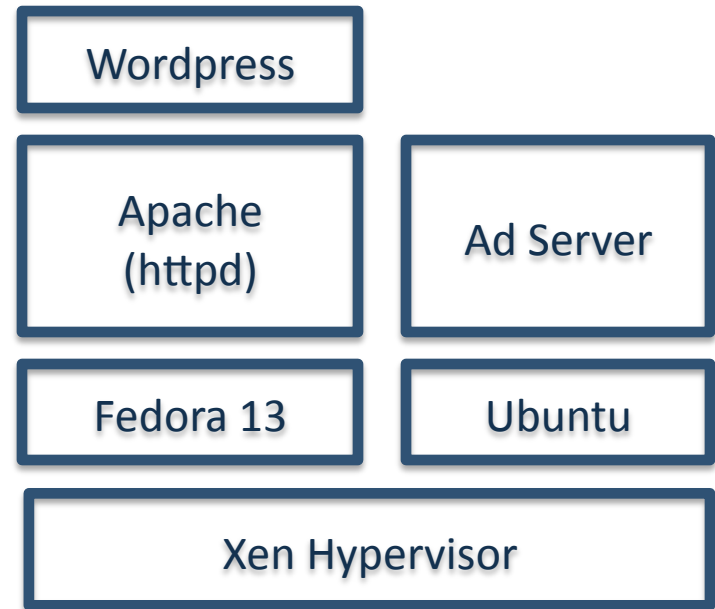 Wordpress
Apache
(httpd)
Ad Server
Fedora 13
Ubuntu
Xen Hypervisor